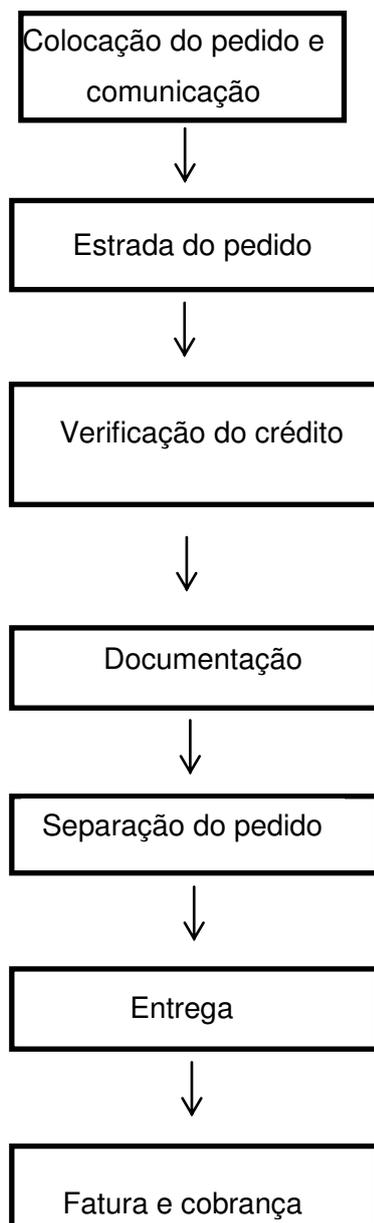 Colocação do pedido e
comunicação
Estrada do pedido
Verificação do crédito
Documentação
Separação do pedido
Entrega
Fatura e cobrança